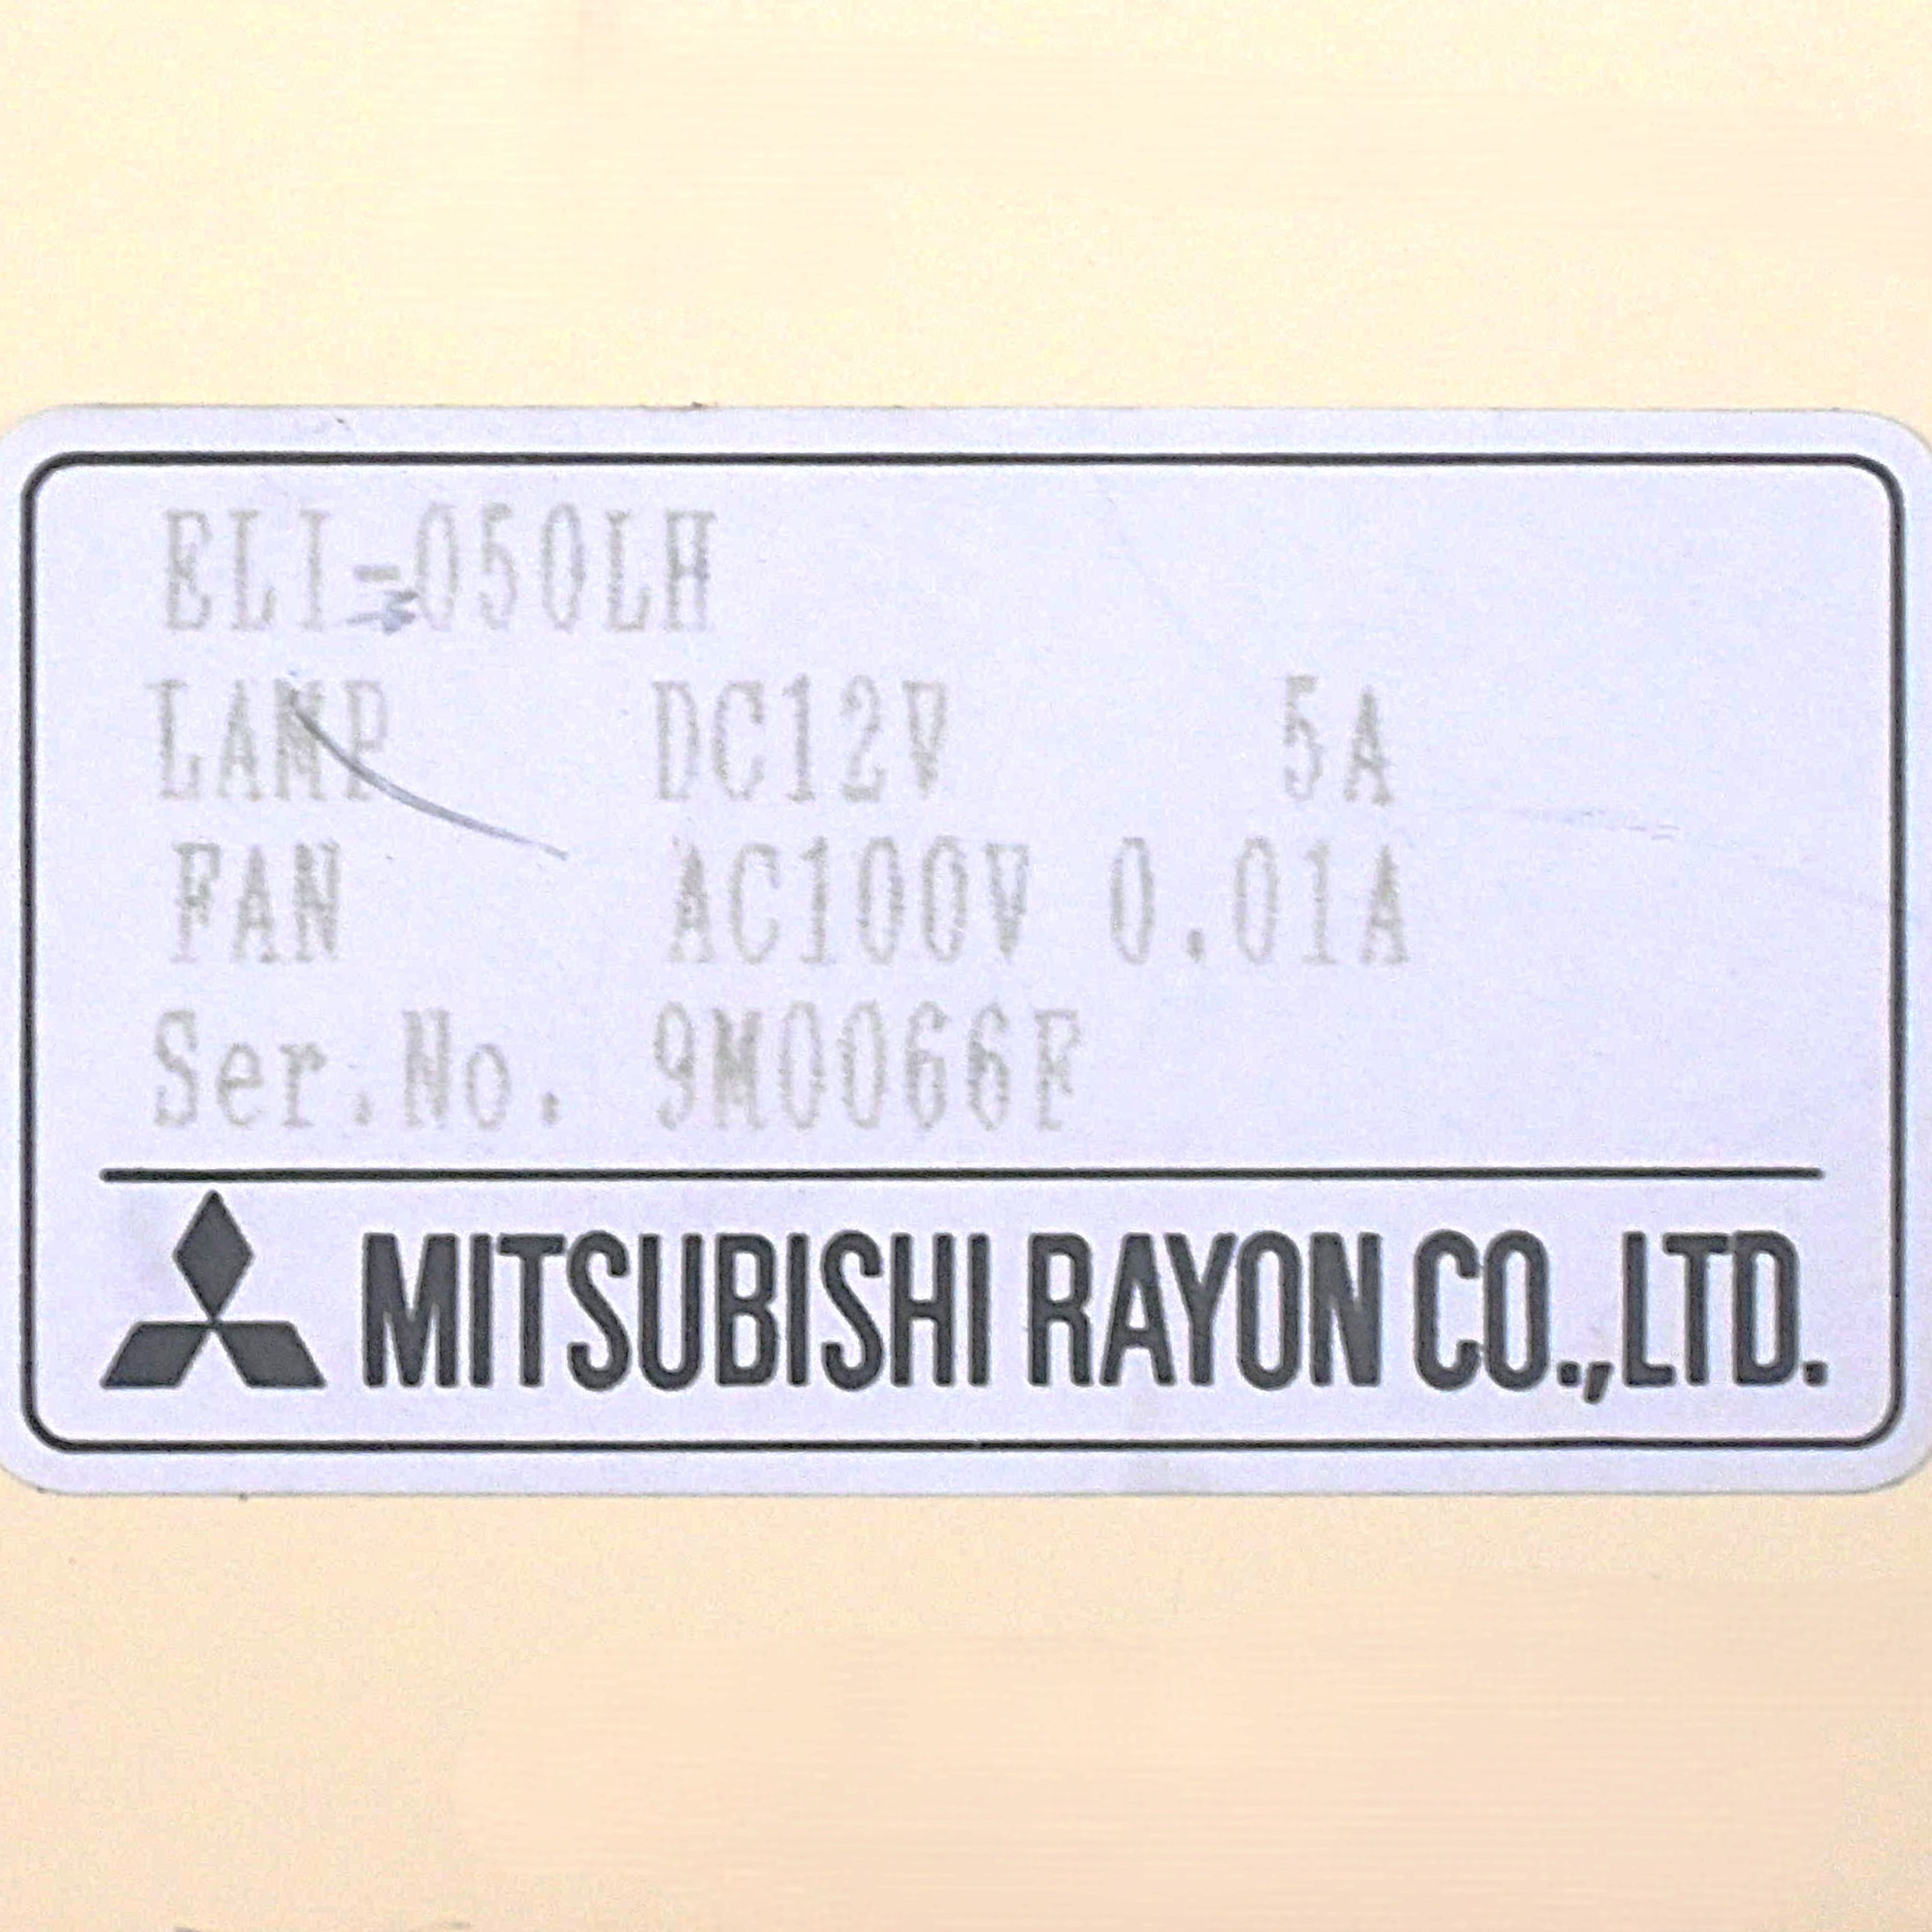 ELI-050LH
LAMP DC12V 5A
FAN AC100V 0.01A
Ser.No. 9M0066F
MITSUBISHI RAYON CO.,LTD.